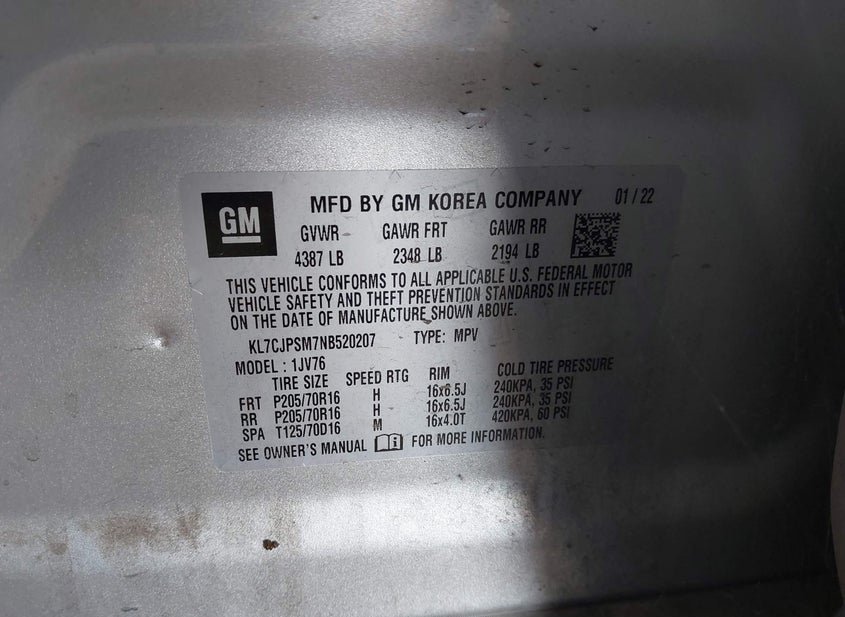 GM MFD BY GM KOREA COMPANY 01 / 22
GVWR GAWR FRT GAWR RR
4387 LB 2348 LB 2194 LB
THIS VEHICLE CONFORMS TO ALL APPLICABLE U.S. FEDERAL MOTOR
VEHICLE SAFETY AND THEFT PREVENTION STANDARDS IN EFFECT
ON THE DATE OF MANUFACTURE SHOWN ABOVE.
KL7CJPSM7NB520207 TYPE: MPV
MODEL : 1JV76
TIRE SIZE SPEED RTG RIM COLD TIRE PRESSURE
FRT P205/70R16 H 16x6.5J 240KPA, 35 PSI
RR P205/70R16 H 16x6.5J 240KPA, 35 PSI
SPA T125/70D16 M 16x4.0T 420KPA, 60 PSI
SEE OWNER'S MANUAL FOR MORE INFORMATION.